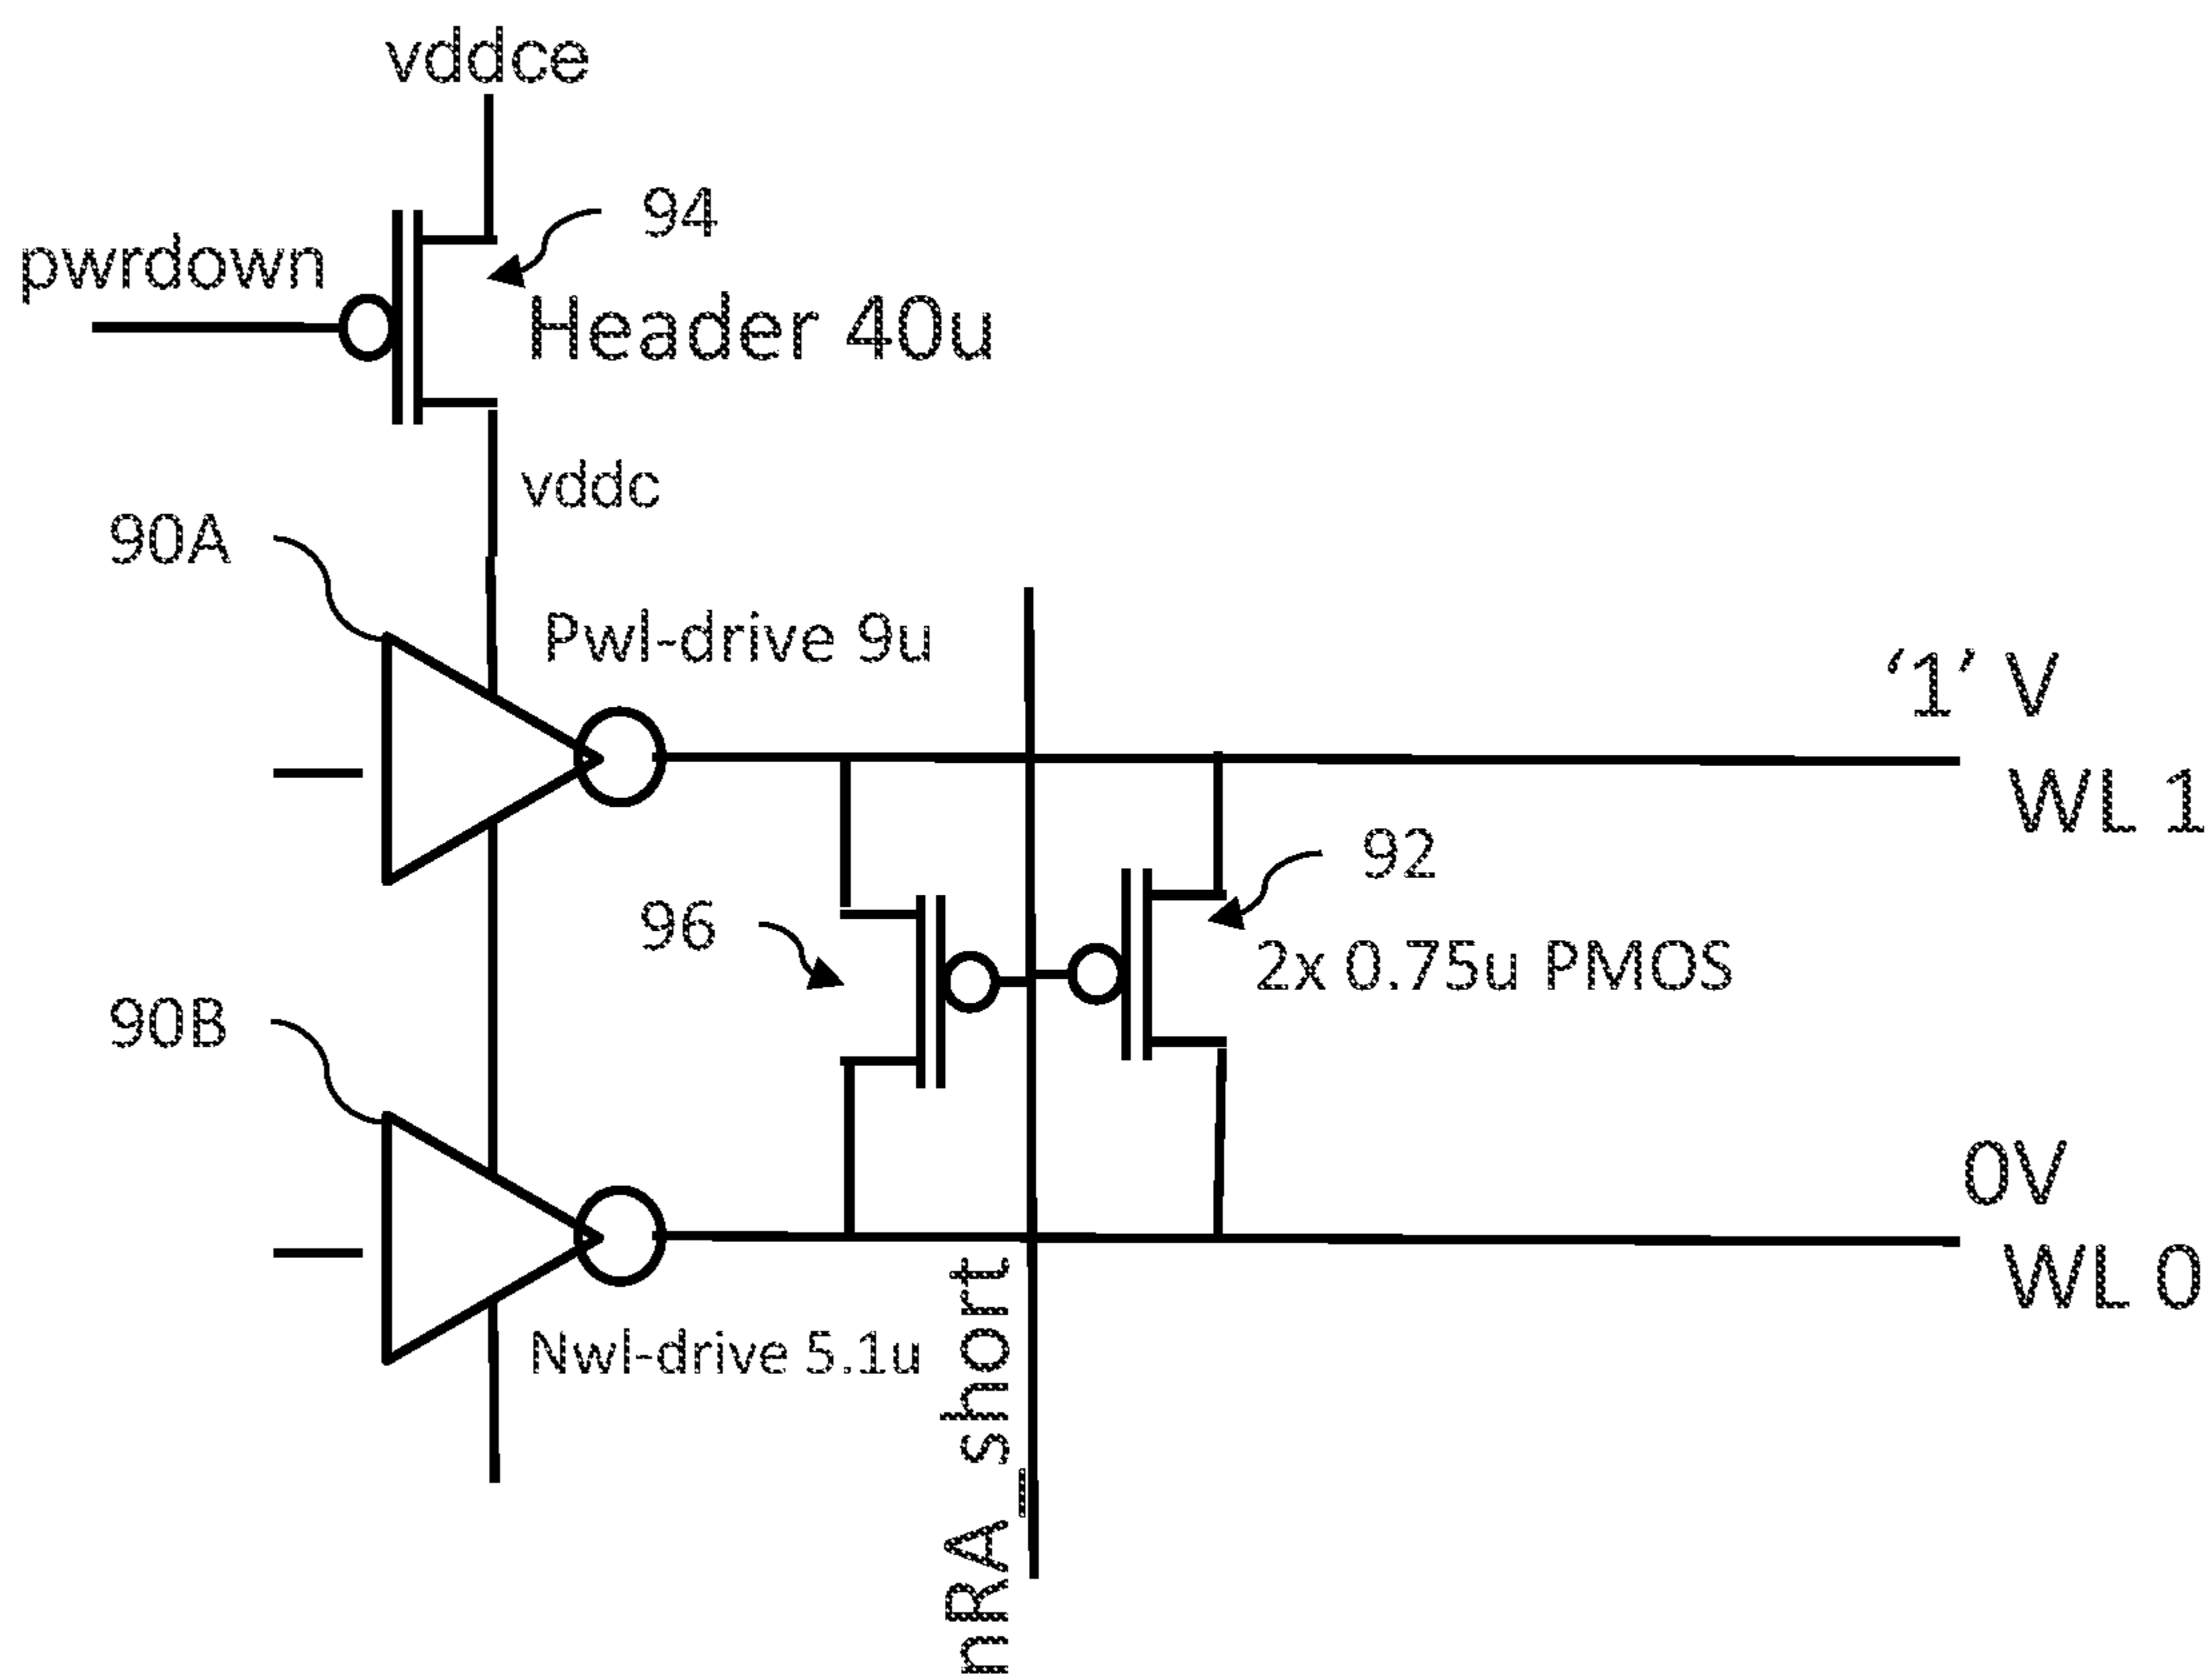 vddce
94
pwrdown
Header 40u
vddc
90A
Pwl-drive 9u
‘1’ V
WL 1
92
96
2x 0.75u PMOS
90B
0V
WL 0
Nwl-drive 5.1u
nRA_short